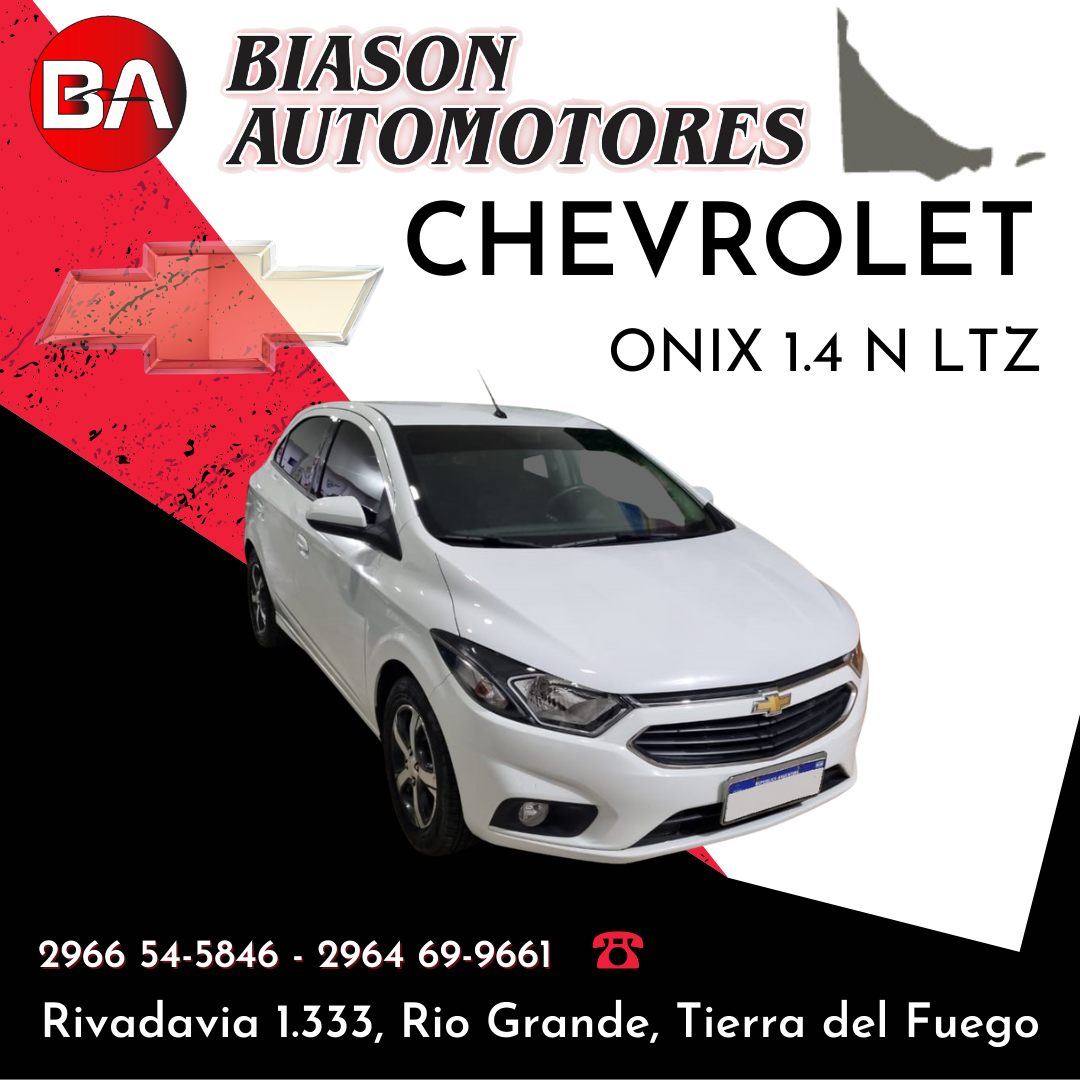 BA
BIASON
AUTOMOTORES
CHEVROLET
ONIX 1.4 N LTZ
2966 54-5846 - 2964 69-9661
Rivadavia 1.333, Rio Grande, Tierra del Fuego